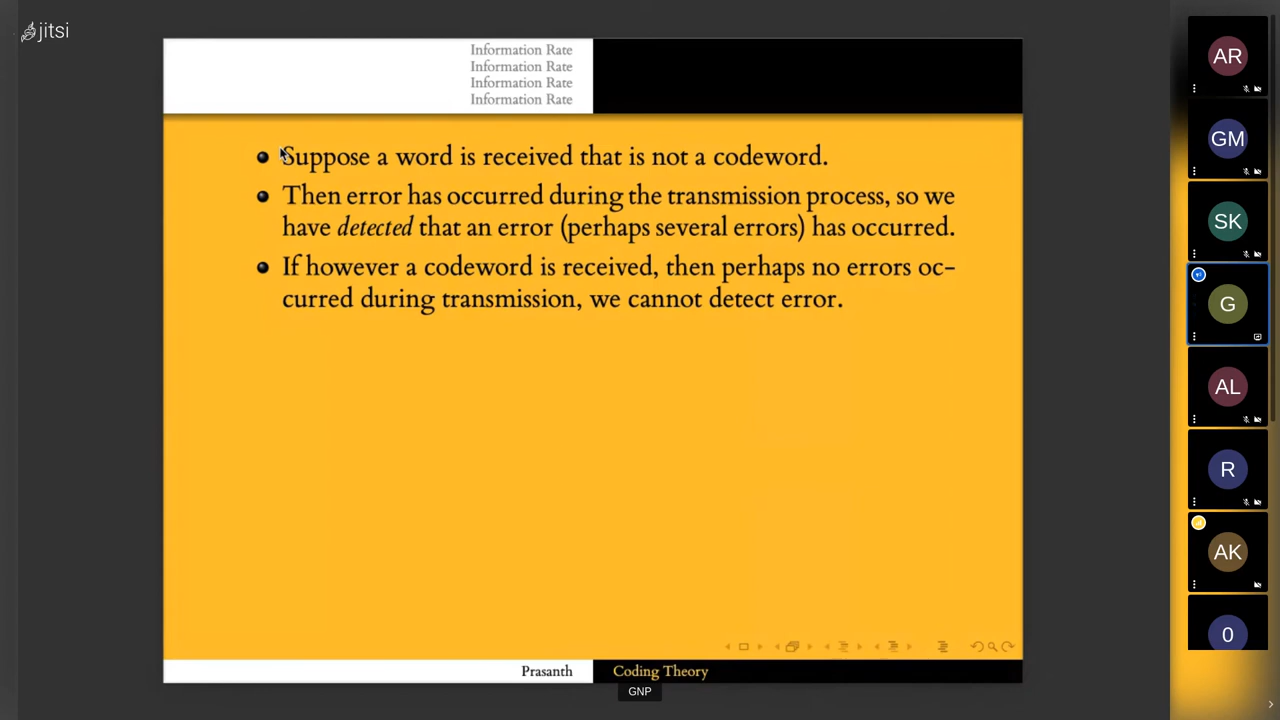 jitsi
Information Rate
Information Rate
Information Rate
Information Rate
Suppose a word is received that is not a codeword.
Then error has occurred during the transmission process, so we
have detected that an error (perhaps several errors) has occurred.
If however a codeword is received, then perhaps no errors oc-
curred during transmission, we cannot detect error.
Prasanth
Coding Theory
GNP
AR
GM
SK
G
AL
R
AK
0